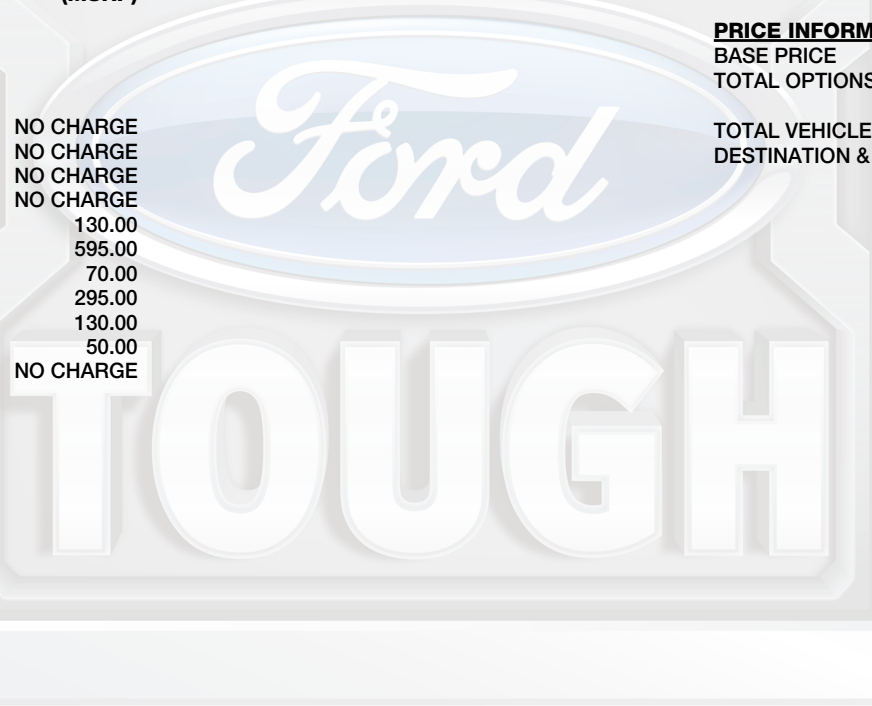 PRICE INFORM
BASE PRICE
TOTAL OPTIONS
TOTAL VEHICLE
DESTINATION &
NO CHARGE
NO CHARGE
NO CHARGE
NO CHARGE
130.00
595.00
70.00
295.00
130.00
50.00
NO CHARGE
Ford
TOUGH